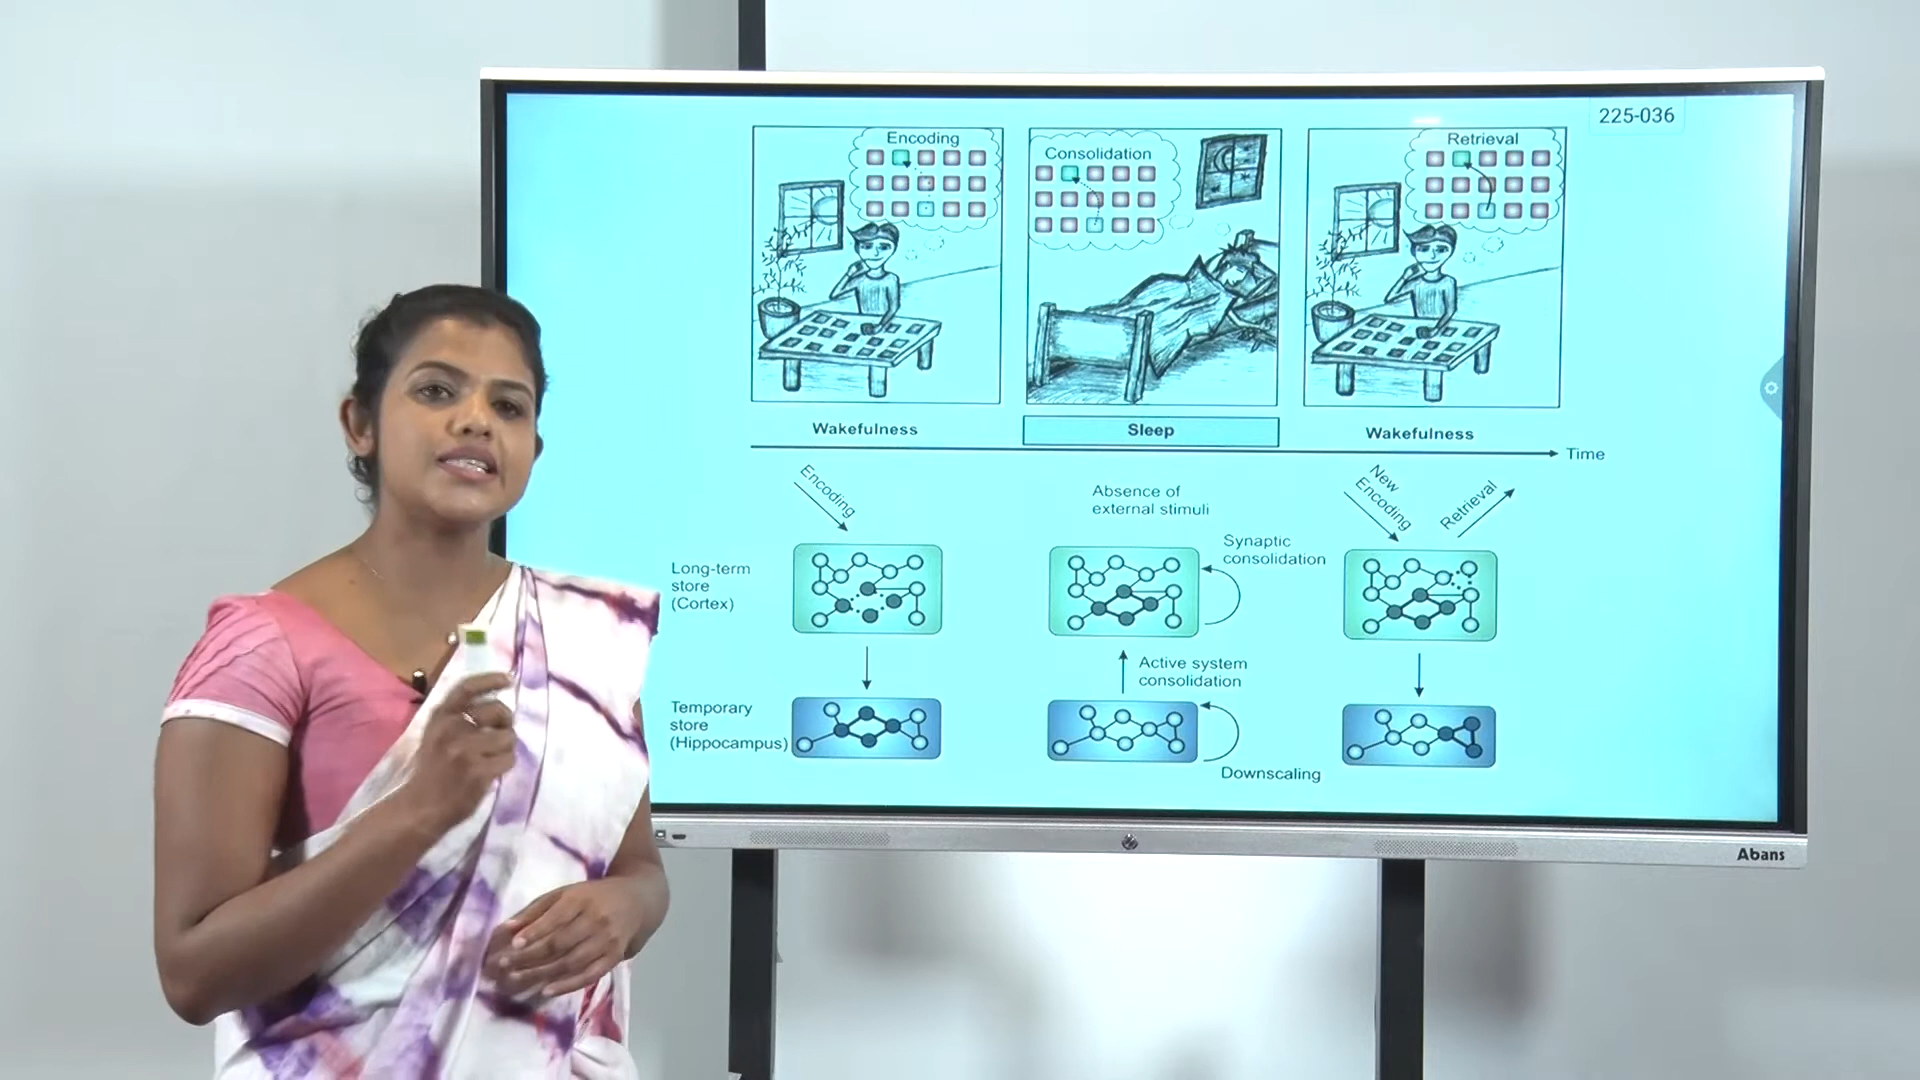 225-036
Encoding
Consolidation
Retrieval
Wakefulness
Sleep
Wakefulness
Time
Encoding
Absence of
external stimuli
New
Encoding
Retrieval
Synaptic
consolidation
Long-term
store
(Cortex)
Active system
consolidation
Temporary
store
(Hippocampus)
Downscaling
Abans